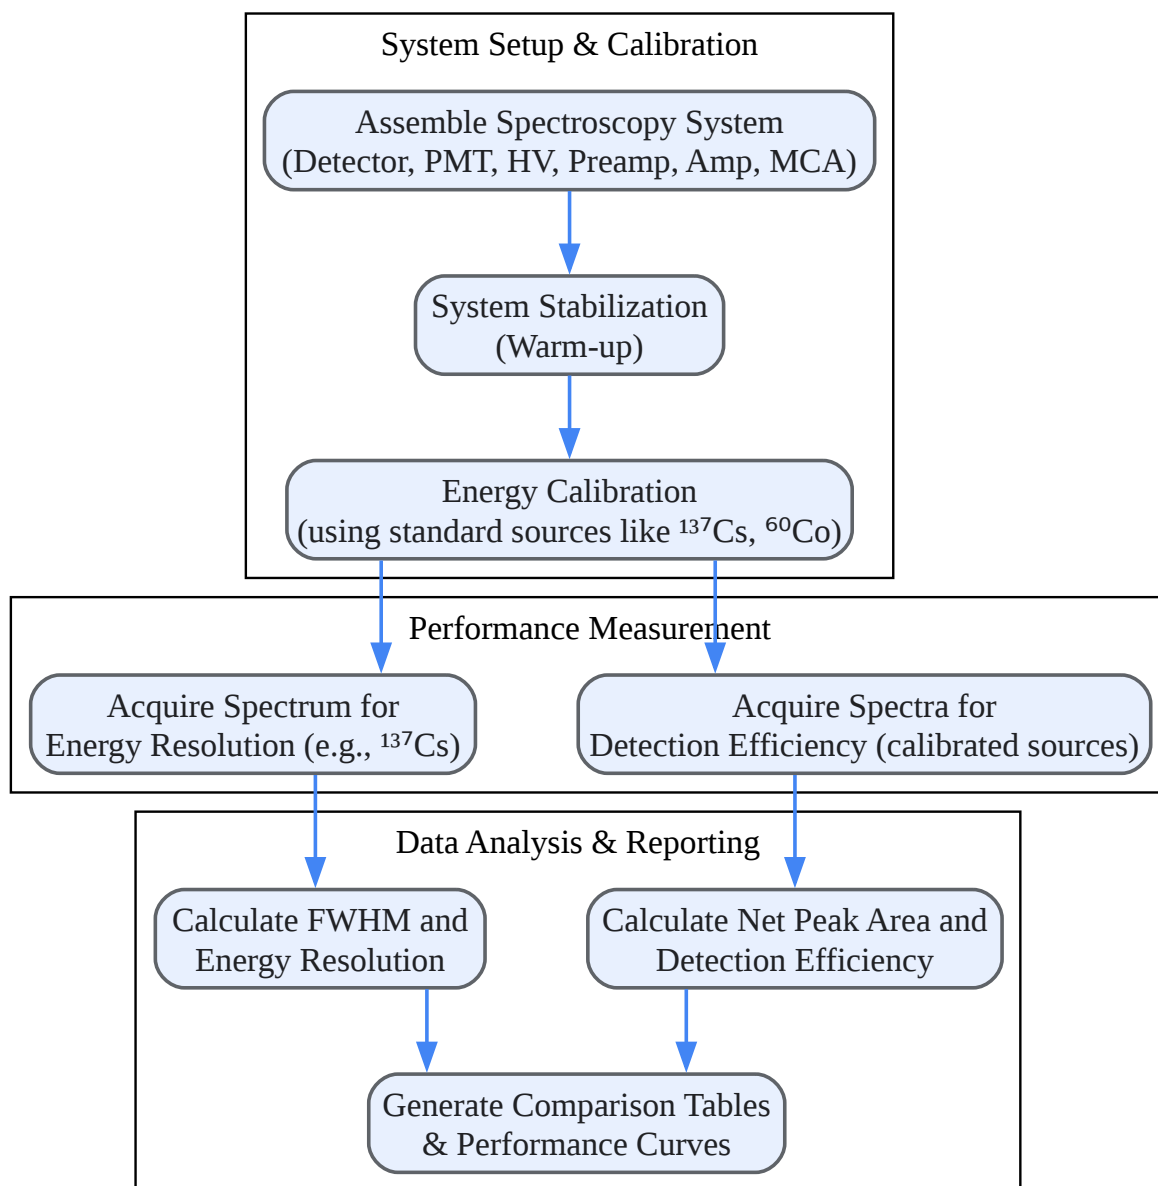 System Setup & Calibration
Assemble Spectroscopy System
(Detector, PMT, HV, Preamp, Amp, MCA)
System Stabilization
(Warm-up)
Energy Calibration
(using standard sources like ¹³⁷Cs, ⁶⁰Co)
Performance Measurement
Acquire Spectrum for
Energy Resolution (e.g., ¹³⁷Cs)
Acquire Spectra for
Detection Efficiency (calibrated sources)
Data Analysis & Reporting
Calculate FWHM and
Energy Resolution
Calculate Net Peak Area and
Detection Efficiency
Generate Comparison Tables
& Performance Curves